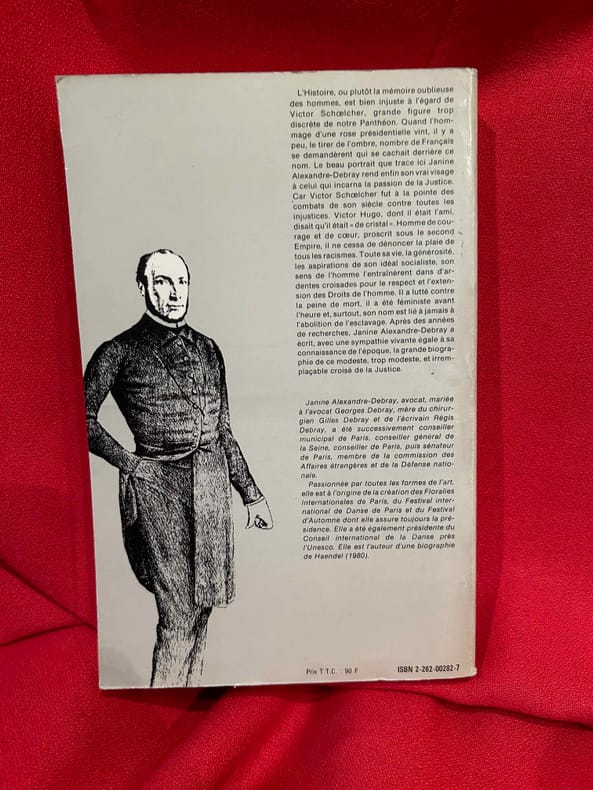 L'Histoire, ou plutôt la mémoire oublieuse
des hommes, est bien injuste à l'égard de
Victor Schœlcher, grande figure trop
discrète de notre Panthéon. Quand l'hom-
mage d'une rose présidentielle vint, il y a
peu, le tirer de l'ombre, nombre de Français
se demandèrent qui se cachait derrière ce
nom. Le beau portrait que trace ici Janine
Alexandre-Debray rend enfin son vrai visage
à celui qui incarna la passion de la Justice.
Car Victor Schœlcher fut à la pointe des
combats de son siècle contre toutes les
injustices. Victor Hugo, dont il était l'ami,
disait qu'il était « de cristal ». Homme de cou-
rage et de cœur, proscrit sous le second
Empire, il ne cessa de dénoncer la plaie de
tous les racismes. Toute sa vie, la générosité,
les aspirations de son idéal socialiste, son
sens de l'homme l'entraînèrent dans d'ar-
dentes croisades pour le respect et l'exten-
sion des Droits de l'homme. Il a lutté contre
la peine de mort, il a été féministe avant
l'heure et, surtout, son nom est lié à jamais à
l'abolition de l'esclavage. Après des années
de recherches, Janine Alexandre-Debray a
écrit, avec une sympathie vivante égale à sa
connaissance de l'époque, la grande biogra-
phie de ce modeste, trop modeste, et irrem-
plaçable croisé de la Justice.
Janine Alexandre-Debray, avocat, mariée
à l'avocat Georges Debray, mère du chirur-
gien Gilles Debray et de l'écrivain Régis
Debray, a été successivement conseiller
municipal de Paris, conseiller général de
la Seine, conseiller de Paris, puis sénateur
de Paris, membre de la commission des
Affaires étrangères et de la Défense natio-
nale.
Passionnée par toutes les formes de l'art,
elle est à l'origine de la création des Floralies
internationales de Paris, du Festival inter-
national de Danse de Paris et du Festival
d'Automne dont elle assure toujours la pré-
sidence. Elle a été également présidente du
Conseil international de la Danse près
l'Unesco. Elle est l'auteur d'une biographie
de Haendel (1980).
Prix T.T.C. : 90 F
ISBN 2-262-00282-7